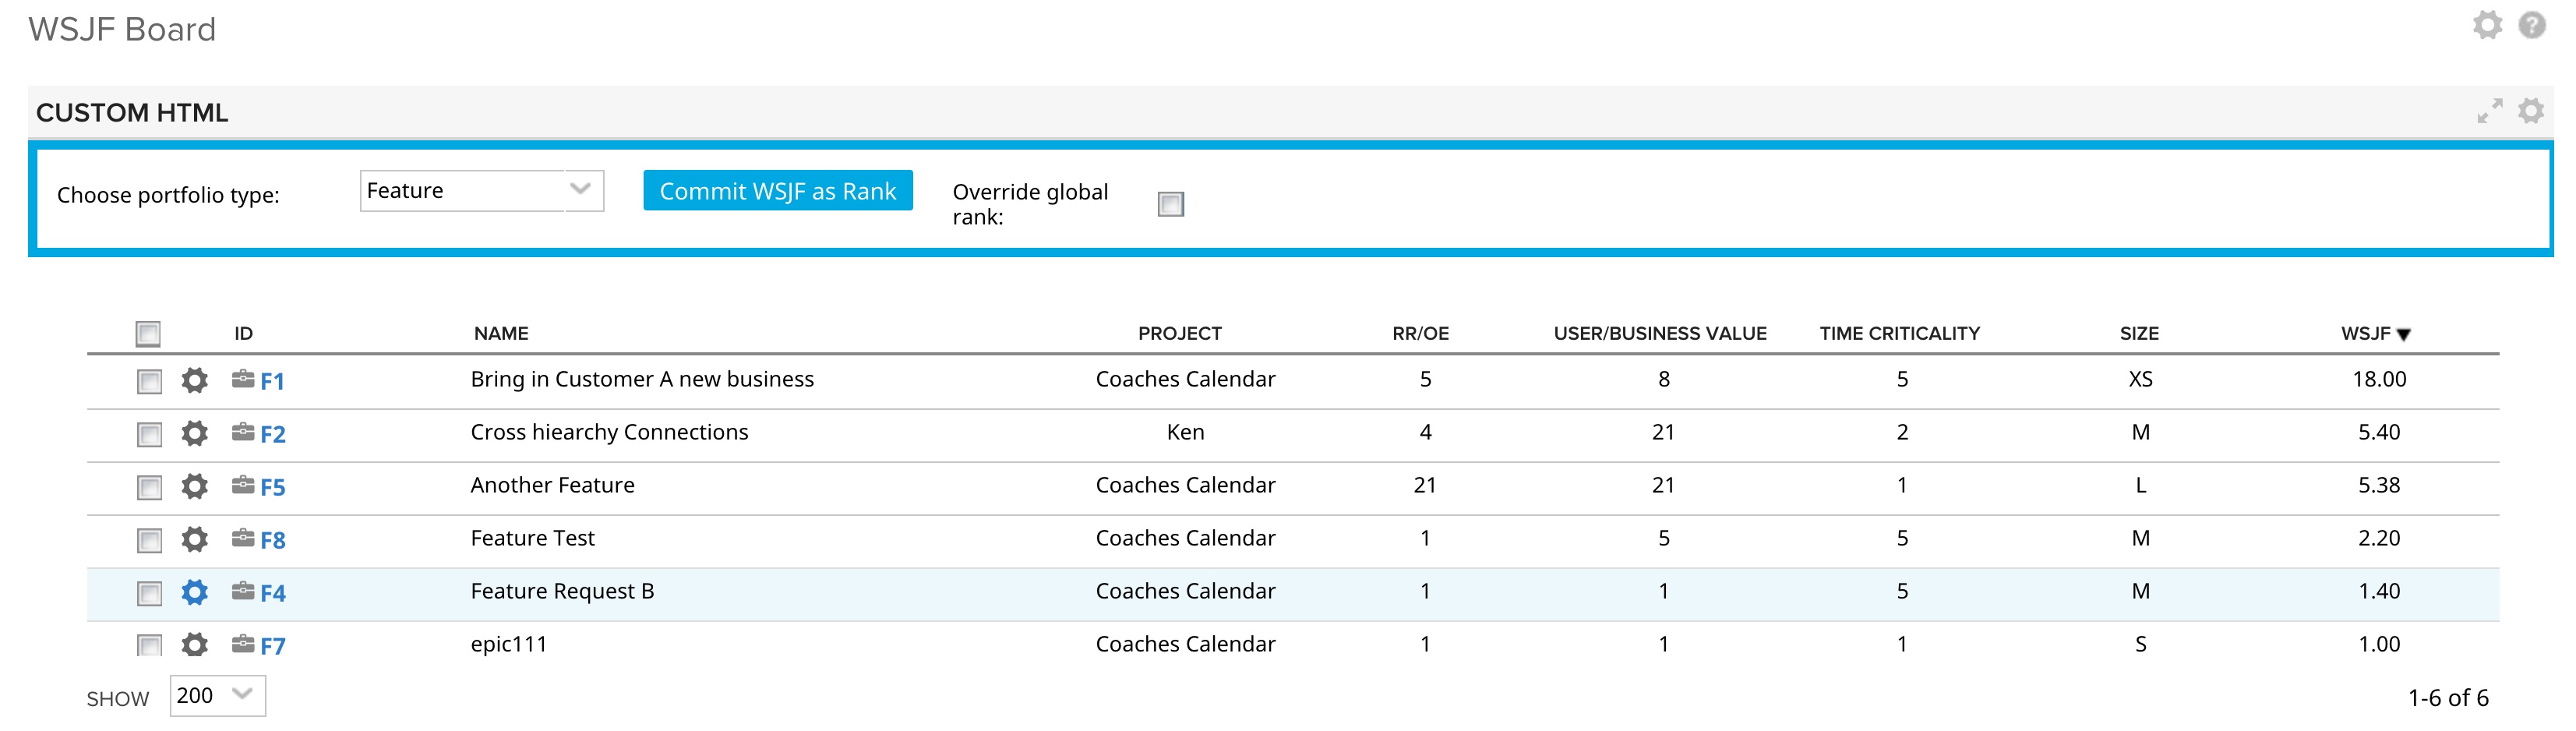 WSJF Board
CUSTOM HTML
Choose portfolio type: Feature Commit WSJF as Rank Override global
rank:
ID NAME PROJECT RR/OE USER/BUSINESS VALUE TIME CRITICALITY SIZE WSJF
F1 Bring in Customer A new business Coaches Calendar 5 8 5 XS 18.00
F2 Cross hiearchy Connections Ken 4 21 2 M 5.40
F5 Another Feature Coaches Calendar 21 21 1 L 5.38
F8 Feature Test Coaches Calendar 1 5 5 M 2.20
F4 Feature Request B Coaches Calendar 1 1 5 M 1.40
F7 epic111 Coaches Calendar 1 1 1 S 1.00
SHOW 200 1-6 of 6